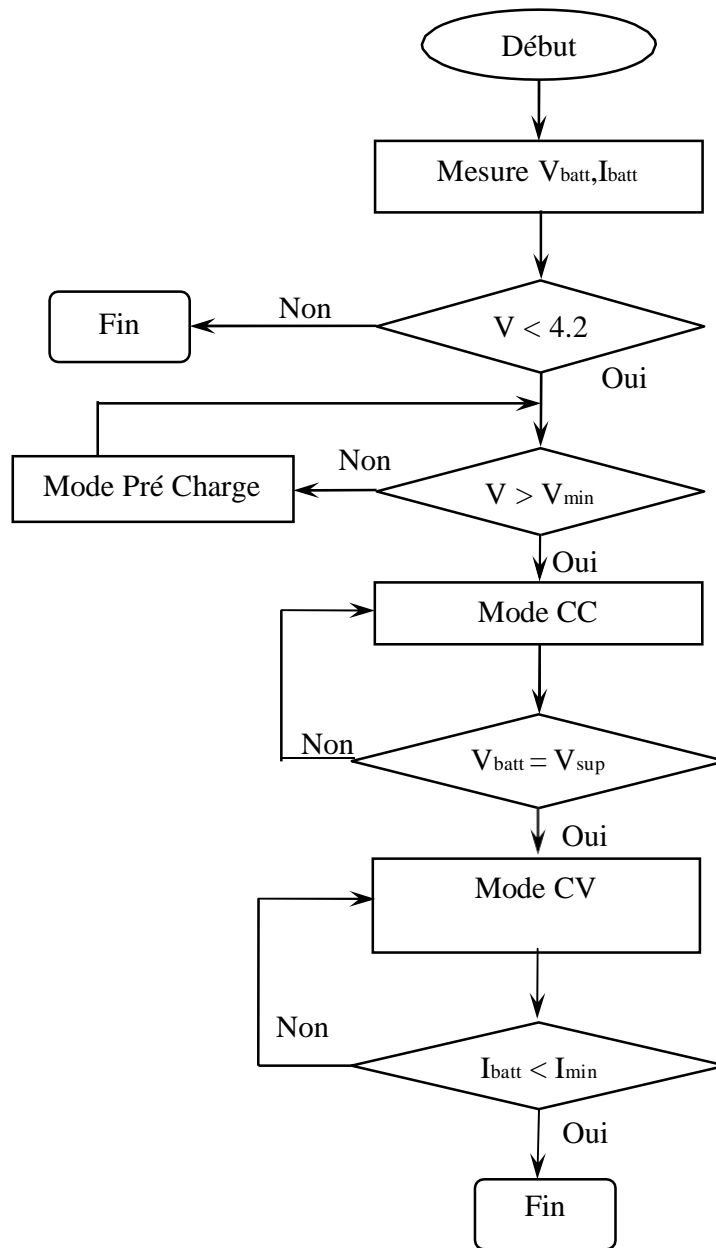 Début
Mesure Vbatt,Ibatt
Non
Fin
V < 4.2
Oui
Non
Mode Pré Charge
V > Vmin
Oui
Mode CC
Non
Vbatt = Vsup
Oui
Mode CV
Non
Ibatt < Imin
Oui
Fin